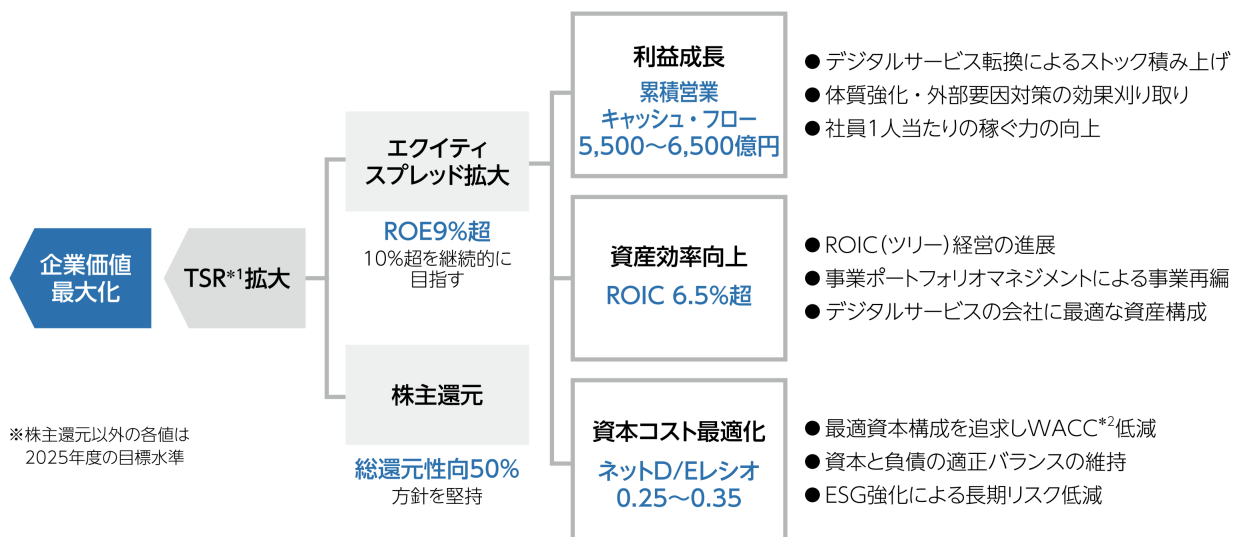 企業価値
最大化
TSR*1拡大
※株主還元以外の各値は
2025年度の目標水準
エクイティ
スプレッド拡大
ROE9%超
10%超を継続的に
目指す
株主還元
総還元性向50%
方針を堅持
利益成長
累積営業
キャッシュ・フロー
5,500～6,500億円
● デジタルサービス転換によるストック積み上げ
● 体質強化・外部要因対策の効果刈り取り
● 社員1人当たりの稼ぐ力の向上
資産効率向上
ROIC 6.5%超
● ROIC(ツリー)経営の進展
● 事業ポートフォリオマネジメントによる事業再編
● デジタルサービスの会社に最適な資産構成
資本コスト最適化
ネットD/Eレシオ
0.25～0.35
● 最適資本構成を追求しWACC*2低減
● 資本と負債の適正バランスの維持
● ESG強化による長期リスク低減